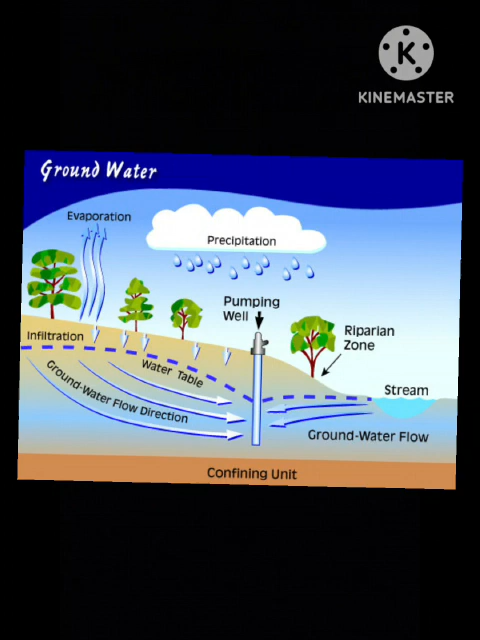 K
KINEMASTER
Ground Water
Evaporation
Precipitation
Pumping
Well
Riparian
Zone
Infiltration
Water Table
Stream
Ground-Water Flow Direction
Ground-Water Flow
Confining Unit